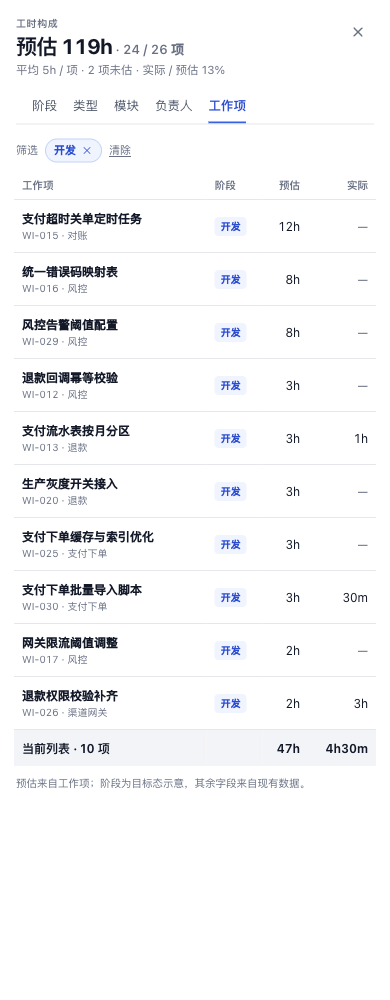 工时构成
预估 119h · 24 / 26 项
平均 5h / 项 · 2 项未估 · 实际 / 预估 13%
阶段 类型 模块 负责人 工作项
筛选 开发 × 清除
工作项 阶段 预估 实际
支付超时关单定时任务
WI-015 · 对账
开发 12h —
统一错误码映射表
WI-016 · 风控
开发 8h —
风控告警阈值配置
WI-029 · 风控
开发 8h —
退款回调幂等校验
WI-012 · 风控
开发 3h —
支付流水表按月分区
WI-013 · 退款
开发 3h 1h
生产灰度开关接入
WI-020 · 退款
开发 3h —
支付下单缓存与索引优化
WI-025 · 支付下单
开发 3h —
支付下单批量导入脚本
WI-030 · 支付下单
开发 3h 30m
网关限流阈值调整
WI-017 · 风控
开发 2h —
退款权限校验补齐
WI-026 · 渠道网关
开发 2h 3h
当前列表 · 10 项 47h 4h30m
预估来自工作项；阶段为目标态示意，其余字段来自现有数据。